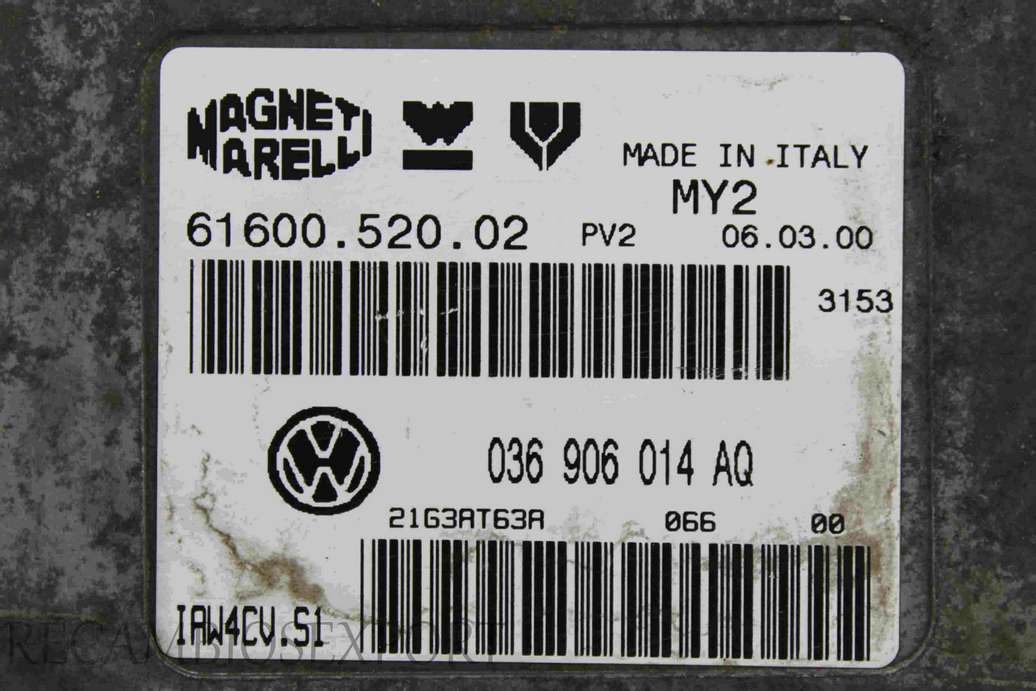 MAGNETI
MARELLI
MADE IN ITALY
MY2
61600.520.02 PV2 06.03.00
3153
036 906 014 AQ
21G3AT63A 066 00
IAW4CV.S1
RECAMBIOSEXPORT